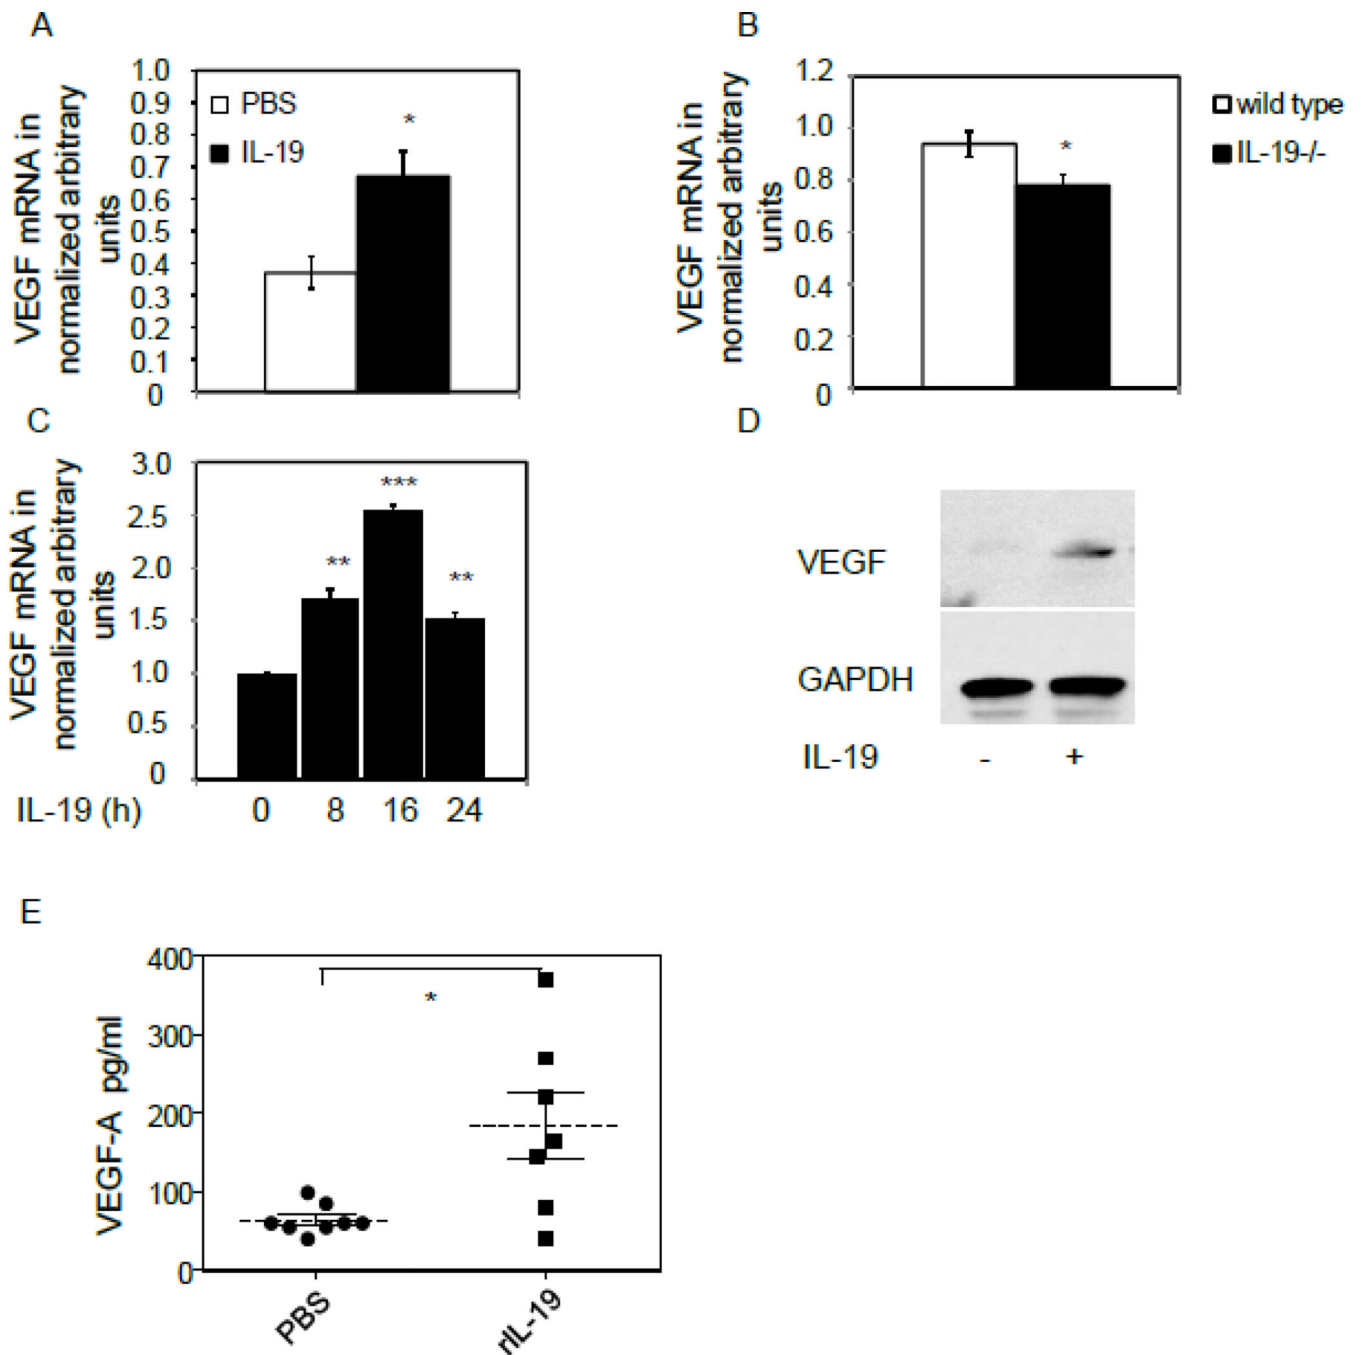 A
VEGF mRNA in
normalized arbitrary
units
1.0
0.9
0.8
0.7
0.6
0.5
0.4
0.3
0.2
0.1
0
PBS
IL-19
*
B
VEGF mRNA in
normalized arbitrary
units
1.2
1.0
0.8
0.6
0.4
0.2
0
*
wild type
IL-19-/-
C
VEGF mRNA in
normalized arbitrary
units
3.0
2.5
2.0
1.5
1.0
0.5
0
**
***
**
IL-19 (h) 0 8 16 24
D
VEGF
GAPDH
IL-19 - +
E
VEGF-A pg/ml
400
300
200
100
0
*
PBS
rIL-19